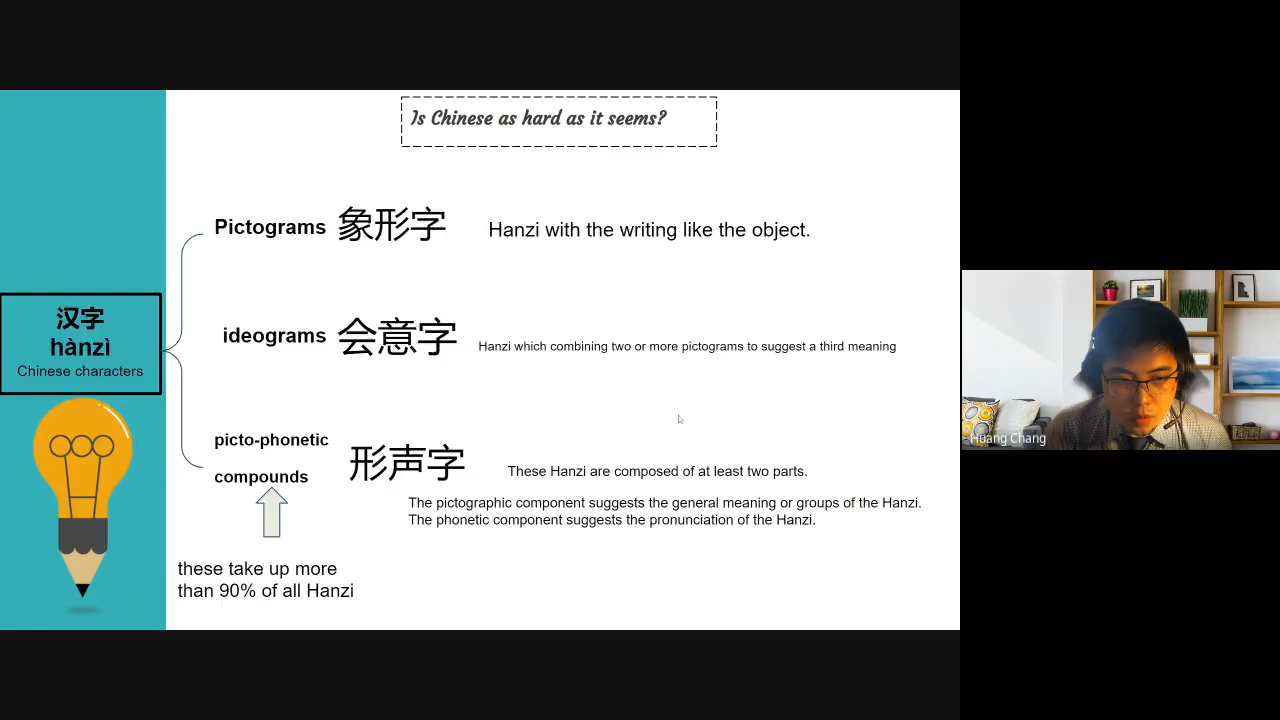 Is Chinese as hard as it seems?
Pictograms 象形字 Hanzi with the writing like the object.
汉字
hànzì
Chinese characters
ideograms 会意字 Hanzi which combining two or more pictograms to suggest a third meaning
picto-phonetic
compounds
形声字 These Hanzi are composed of at least two parts.
The pictographic component suggests the general meaning or groups of the Hanzi.
The phonetic component suggests the pronunciation of the Hanzi.
these take up more
than 90% of all Hanzi
Huang Chang